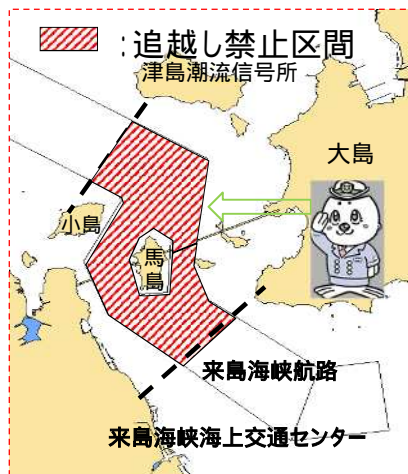 ：追越し禁止区間
津島潮流信号所
大島
小島
馬島
来島海峡航路
来島海峡海上交通センター